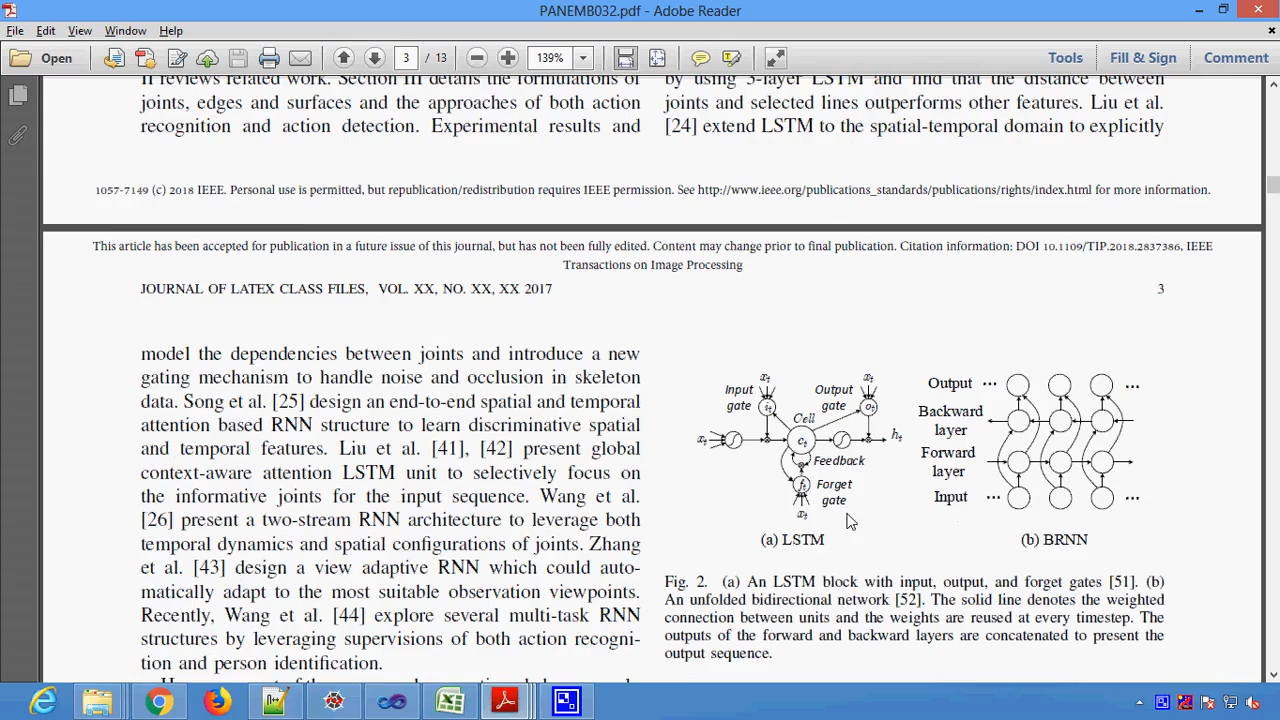 PANEMB032.pdf - Adobe Reader
File Edit View Window Help
Open 3 / 13 139% Tools Fill & Sign Comment
II reviews related work. Section III details the formulations of
joints, edges and surfaces and the approaches of both action
recognition and action detection. Experimental results and
by using 3-layer LSTM and find that the distance between
joints and selected lines outperforms other features. Liu et al.
[24] extend LSTM to the spatial-temporal domain to explicitly
1057-7149 (c) 2018 IEEE. Personal use is permitted, but republication/redistribution requires IEEE permission. See http://www.ieee.org/publications_standards/publications/rights/index.html for more information.
This article has been accepted for publication in a future issue of this journal, but has not been fully edited. Content may change prior to final publication. Citation information: DOI 10.1109/TIP.2018.2837386, IEEE
Transactions on Image Processing
JOURNAL OF LATEX CLASS FILES, VOL. XX, NO. XX, XX 2017 3
model the dependencies between joints and introduce a new
gating mechanism to handle noise and occlusion in skeleton
data. Song et al. [25] design an end-to-end spatial and temporal
attention based RNN structure to learn discriminative spatial
and temporal features. Liu et al. [41], [42] present global
context-aware attention LSTM unit to selectively focus on
the informative joints for the input sequence. Wang et al.
[26] present a two-stream RNN architecture to leverage both
temporal dynamics and spatial configurations of joints. Zhang
et al. [43] design a view adaptive RNN which could auto-
matically adapt to the most suitable observation viewpoints.
Recently, Wang et al. [44] explore several multi-task RNN
structures by leveraging supervisions of both action recogni-
tion and person identification.
xt xt
Input gate
Output gate
it ot
Cell
xt ct ht
Feedback
ft Forget gate
xt
(a) LSTM
Output ··· ···
Backward layer
Forward layer
Input ··· ···
(b) BRNN
Fig. 2. (a) An LSTM block with input, output, and forget gates [51]. (b)
An unfolded bidirectional network [52]. The solid line denotes the weighted
connection between units and the weights are reused at every timestep. The
outputs of the forward and backward layers are concatenated to present the
output sequence.